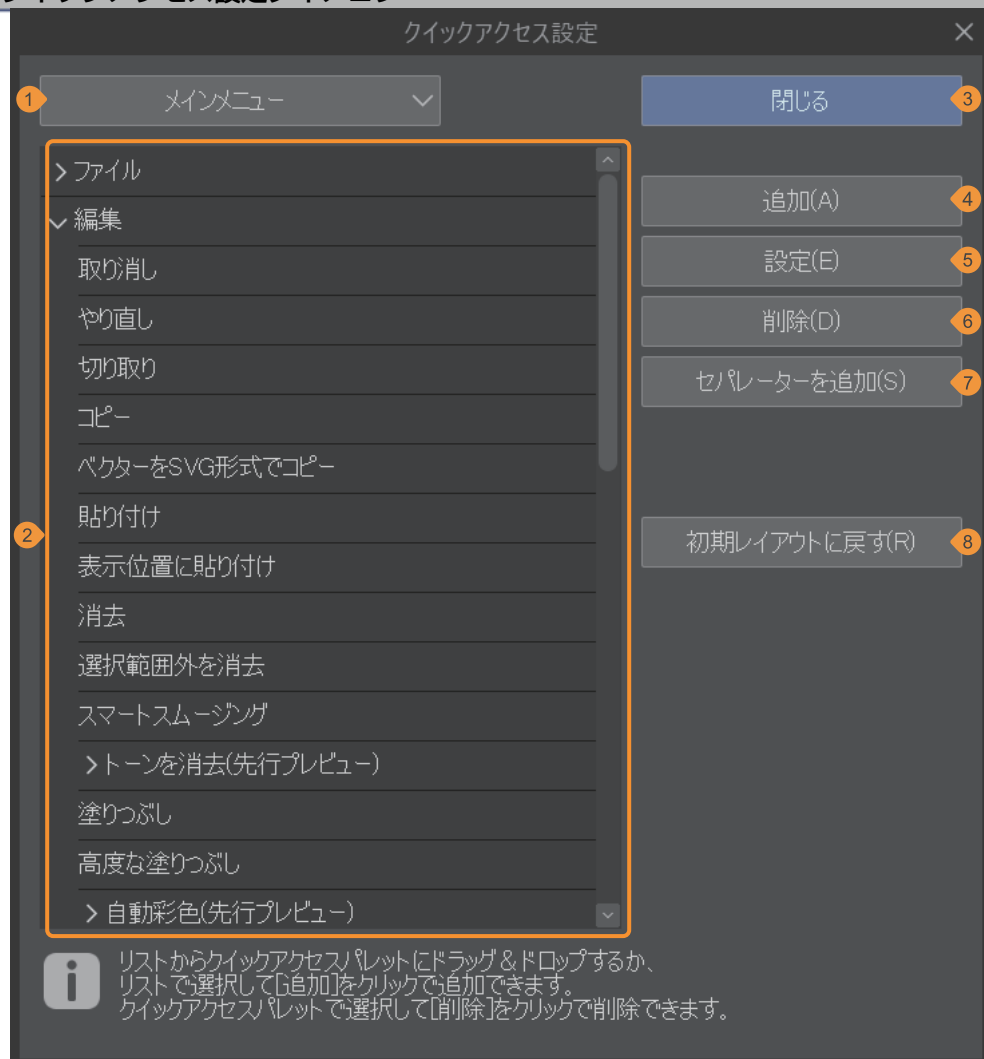 クイックアクセス設定
① メインメニュー
閉じる ③
ファイル
追加(A) ④
編集
取り消し
設定(E) ⑤
やり直し
削除(D) ⑥
切り取り
セパレーターを追加(S) ⑦
コピー
ベクターをSVG形式でコピー
貼り付け
②
初期レイアウトに戻す(R) ⑧
表示位置に貼り付け
消去
選択範囲外を消去
スマートスムージング
トーンを消去(先行プレビュー)
塗りつぶし
高度な塗りつぶし
自動彩色(先行プレビュー)
リストからクイックアクセスパレットにドラッグ&ドロップするか、
リストで選択して[追加]をクリックで追加できます。
クイックアクセスパレットで選択して[削除]をクリックで削除できます。